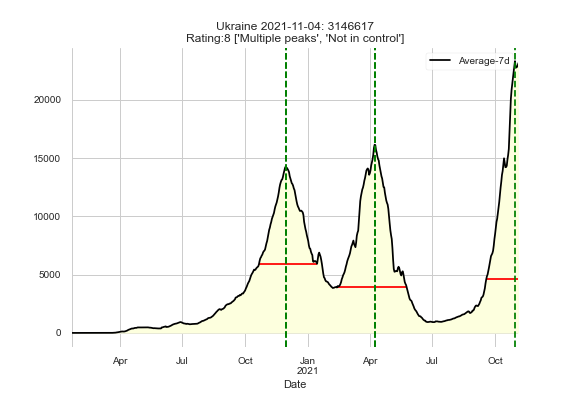 Ukraine 2021-11-04: 3146617
Rating:8 ['Multiple peaks', 'Not in control']
Average-7d
20000
15000
10000
5000
0
Apr
Jul
Oct
Jan
2021
Apr
Jul
Oct
Date